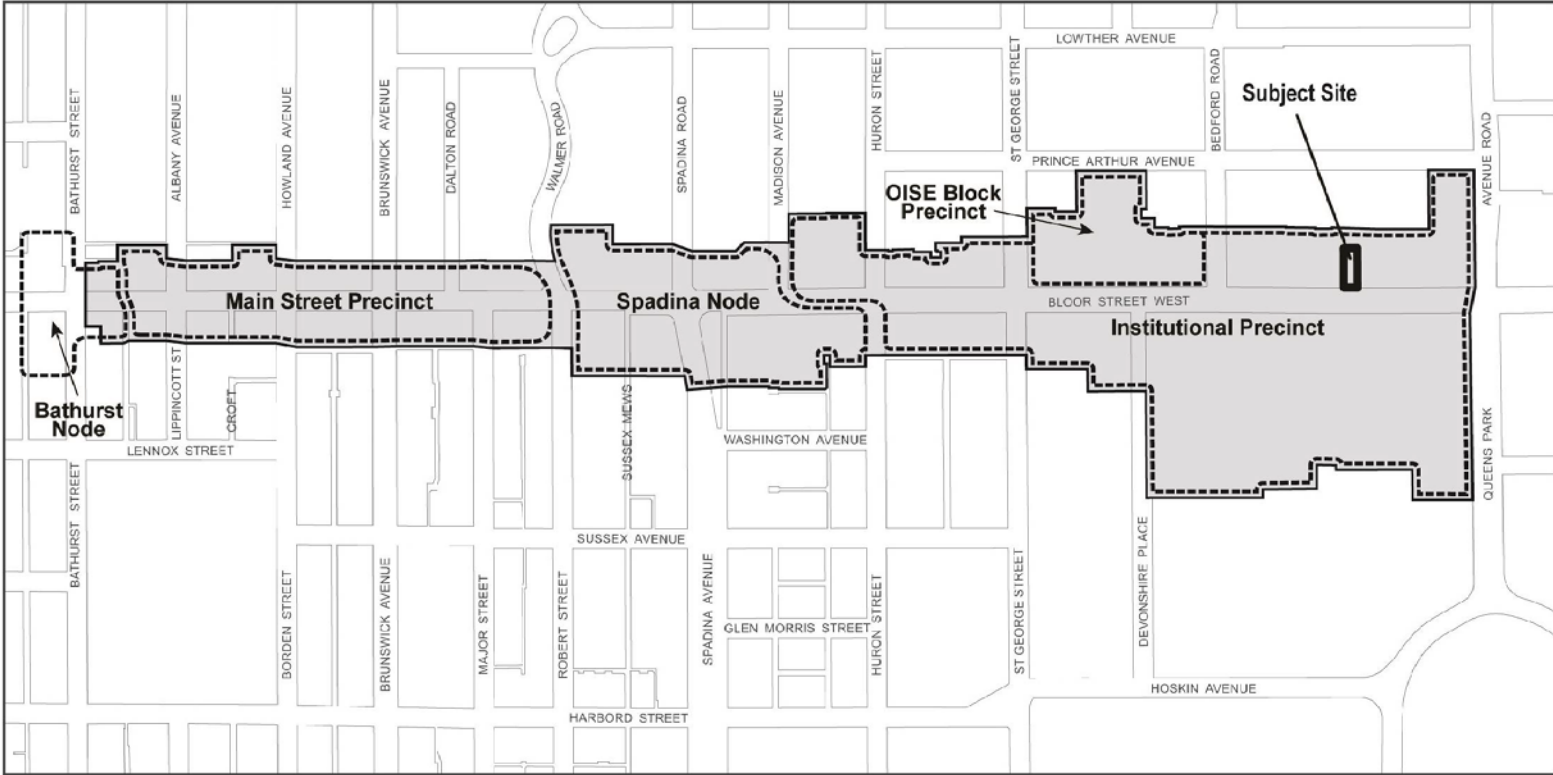 LOWTHER AVENUE
BATHURST STREET
ALBANY AVENUE
HOWLAND AVENUE
BRUNSWICK AVENUE
DALTON ROAD
WALMER ROAD
SPADINA ROAD
MADISON AVENUE
HURON STREET
ST GEORGE STREET
BEDFORD ROAD
AVENUE ROAD
Subject Site
PRINCE ARTHUR AVENUE
OISE Block
Precinct
Main Street Precinct
Spadina Node
BLOOR STREET WEST
Institutional Precinct
Bathurst
Node
LIPPINCOTT ST
CROFT
LENNOX STREET
SUSSEX MEWS
WASHINGTON AVENUE
QUEENS PARK
BATHURST STREET
SUSSEX AVENUE
BORDEN STREET
BRUNSWICK AVENUE
MAJOR STREET
ROBERT STREET
SPADINA AVENUE
GLEN MORRIS STREET
HURON STREET
ST GEORGE STREET
DEVONSHIRE PLACE
HOSKIN AVENUE
HARBORD STREET